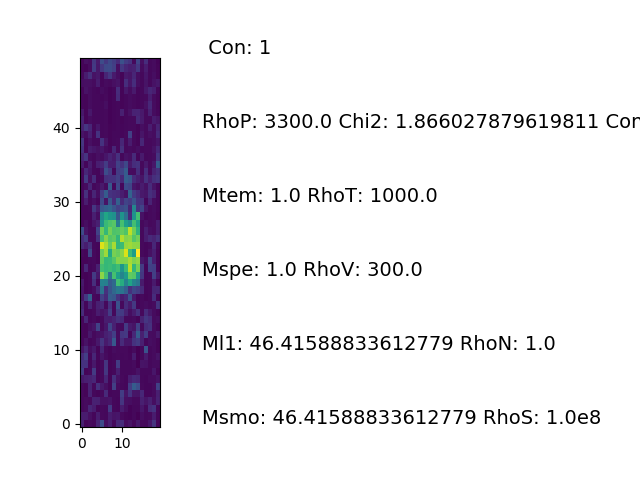 Con: 1
RhoP: 3300.0 Chi2: 1.866027879619811 Con
Mtem: 1.0 RhoT: 1000.0
Mspe: 1.0 RhoV: 300.0
Ml1: 46.41588833612779 RhoN: 1.0
Msmo: 46.41588833612779 RhoS: 1.0e8
40
30
20
10
0
0 10